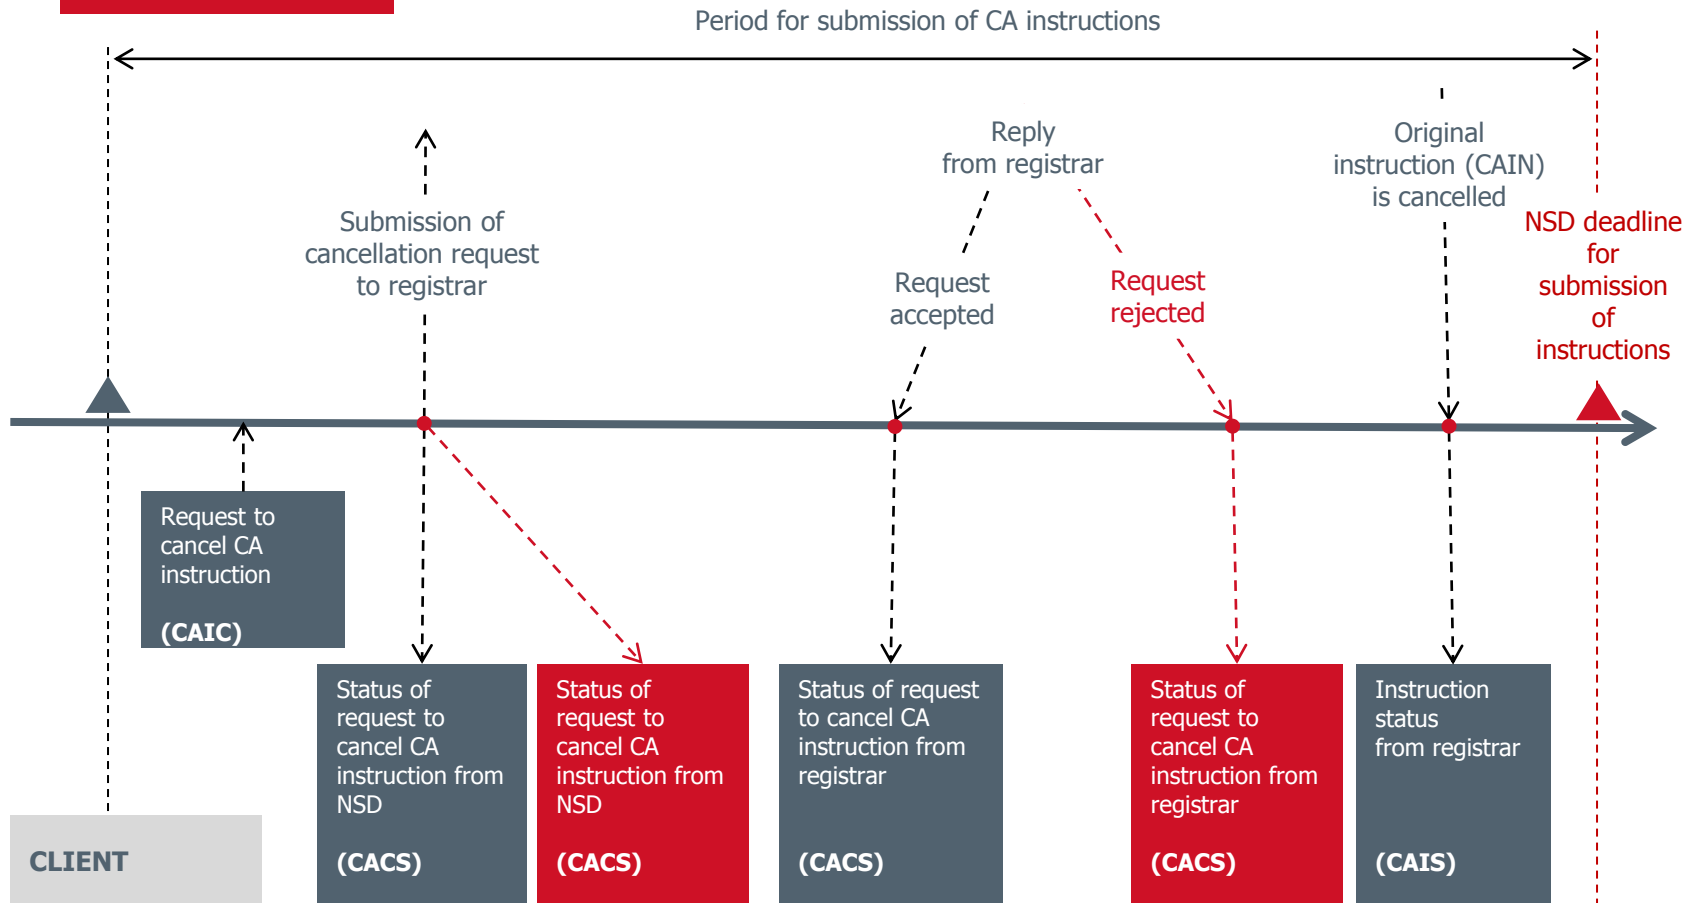 Period for submission of CA instructions
Submission of
cancellation request
to registrar
Reply
from registrar
Request
accepted
Request
rejected
Original
instruction (CAIN)
is cancelled
NSD deadline
for
submission
of
instructions
Request to
cancel CA
instruction
(CAIC)
Status of
request to
cancel CA
instruction from
NSD
(CACS)
Status of
request to
cancel CA
instruction from
NSD
(CACS)
Status of request
to cancel CA
instruction from
registrar
(CACS)
Status of
request to
cancel CA
instruction from
registrar
(CACS)
Instruction
status
from registrar
(CAIS)
CLIENT